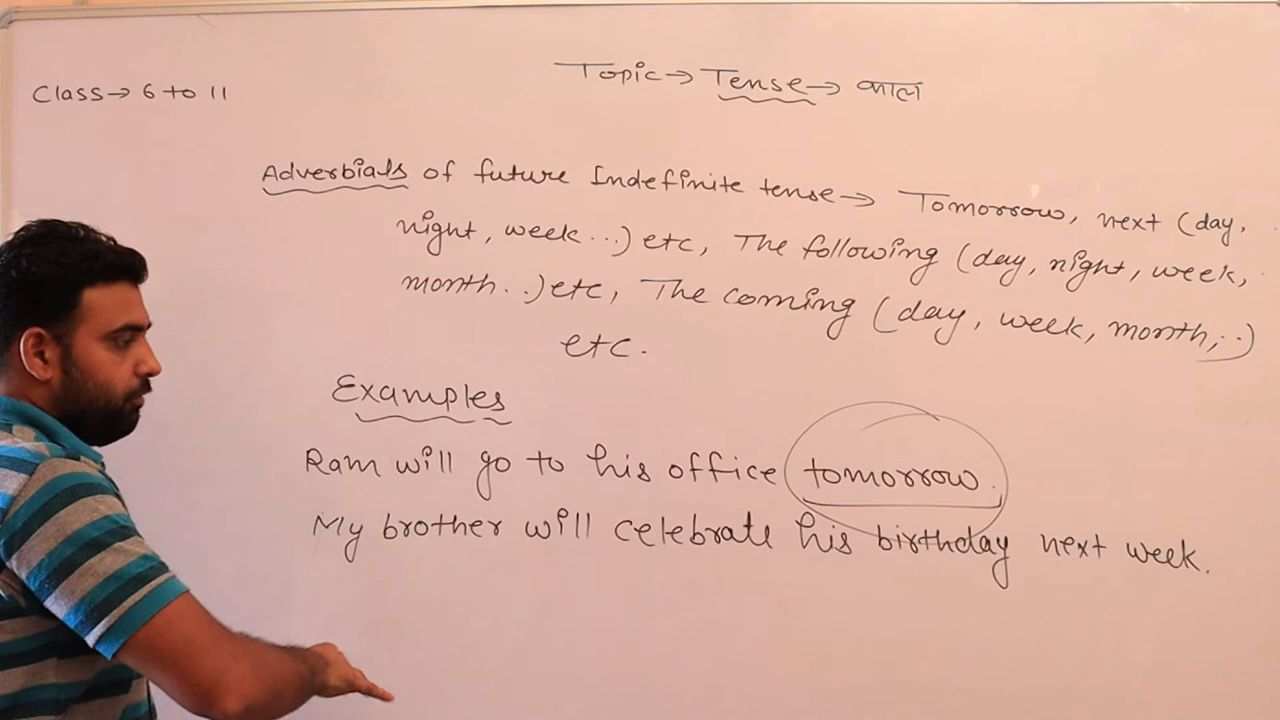 Topic → Tense → काल
Class → 6 to 11
Adverbials of future Indefinite tense → Tomorrow, next (day,
night, week...) etc, The following (day, night, week,
month..) etc, The coming (day, week, month,..)
etc.
Examples
Ram will go to his office tomorrow.
My brother will celebrate his birthday next week.